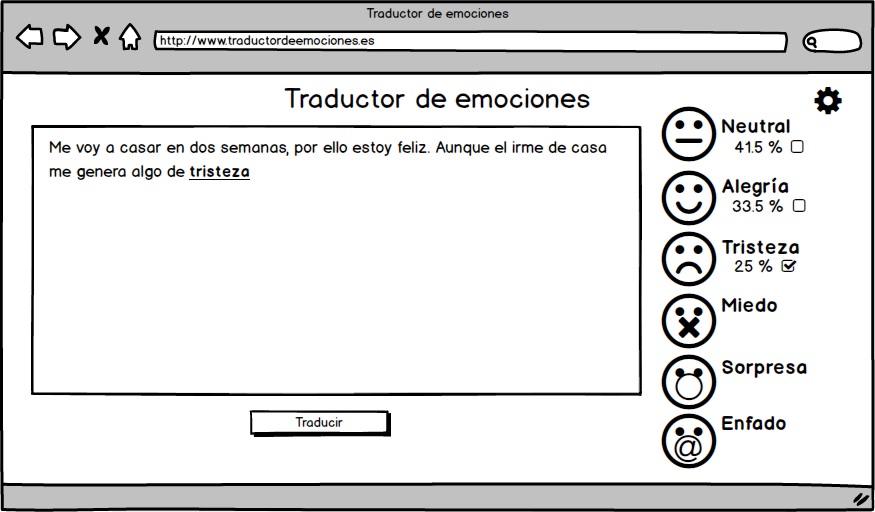 Traductor de emociones
http://www.traductordeemociones.es
Traductor de emociones
Me voy a casar en dos semanas, por ello estoy feliz. Aunque el irme de casa
me genera algo de tristeza
Traducir
Neutral
41.5 %
Alegría
33.5 %
Tristeza
25 %
Miedo
Sorpresa
Enfado
@